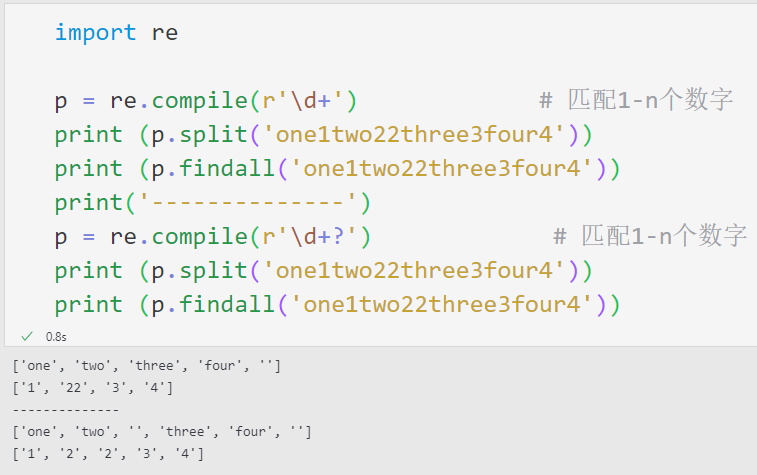 import re
p = re.compile(r'\d+') # 匹配1-n个数字
print (p.split('one1two22three3four4'))
print (p.findall('one1two22three3four4'))
print('--------------')
p = re.compile(r'\d+?') # 匹配1-n个数字
print (p.split('one1two22three3four4'))
print (p.findall('one1two22three3four4'))
0.8s
['one', 'two', 'three', 'four', '']
['1', '22', '3', '4']
--------------
['one', 'two', '', 'three', 'four', '']
['1', '2', '2', '3', '4']